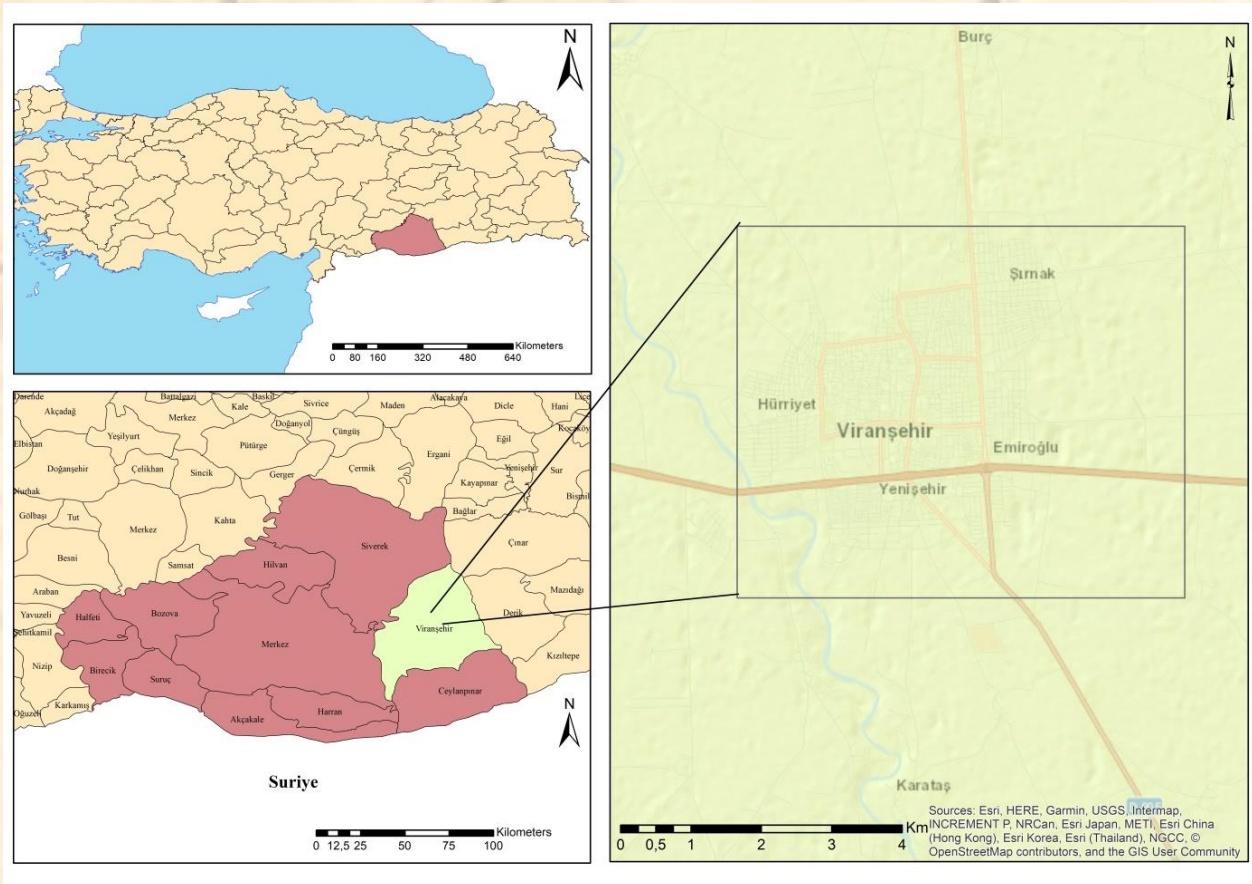 N
Kilometers
0 80 160 320 480 640
Darende
Battalgazi
Baskil
Alacakaya
Lice
Akçadağ
Kale
Sivrice
Maden
Dicle
Hani
Merkez
Doğanyol
Kocaköy
Elbistan
Yeşilyurt
Pütürge
Çüngüş
Ergani
Eğil
Doğanşehir
Çelikhan
Sincik
Gerger
Çermik
Yenişehir
Sur
Kayapınar
Nurhak
Bismil
Gölbaşı
Tut
Merkez
Kahta
Bağlar
Siverek
Çınar
Besni
Samsat
Hilvan
Araban
Mazıdağı
Yavuzeli
Halfeti
Bozova
Derik
Şehitkamil
Viranşehir
Merkez
Kızıltepe
Nizip
Birecik
Suruç
Ceylanpınar
Karkamış
Oğuzeli
Akçakale
Harran
N
Suriye
Kilometers
0 12,5 25 50 75 100
Burç
N
Şırnak
Hürriyet
Viranşehir
Emiroğlu
Yenişehir
Karataş
Km
0 0,5 1 2 3 4
Sources: Esri, HERE, Garmin, USGS, Intermap,
INCREMENT P, NRCan, Esri Japan, METI, Esri China
(Hong Kong), Esri Korea, Esri (Thailand), NGCC, ©
OpenStreetMap contributors, and the GIS User Community